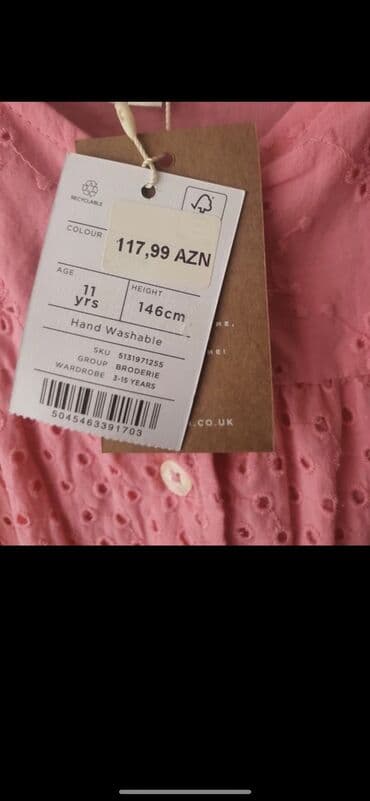 RECYCLABLE
COLOUR
117,99 AZN
AGE
11
yrs
HEIGHT
146cm
Hand Washable
SKU 5131971255
GROUP BRODERIE
WARDROBE 3-15 YEARS
5045463391703
HE!
.CO.UK